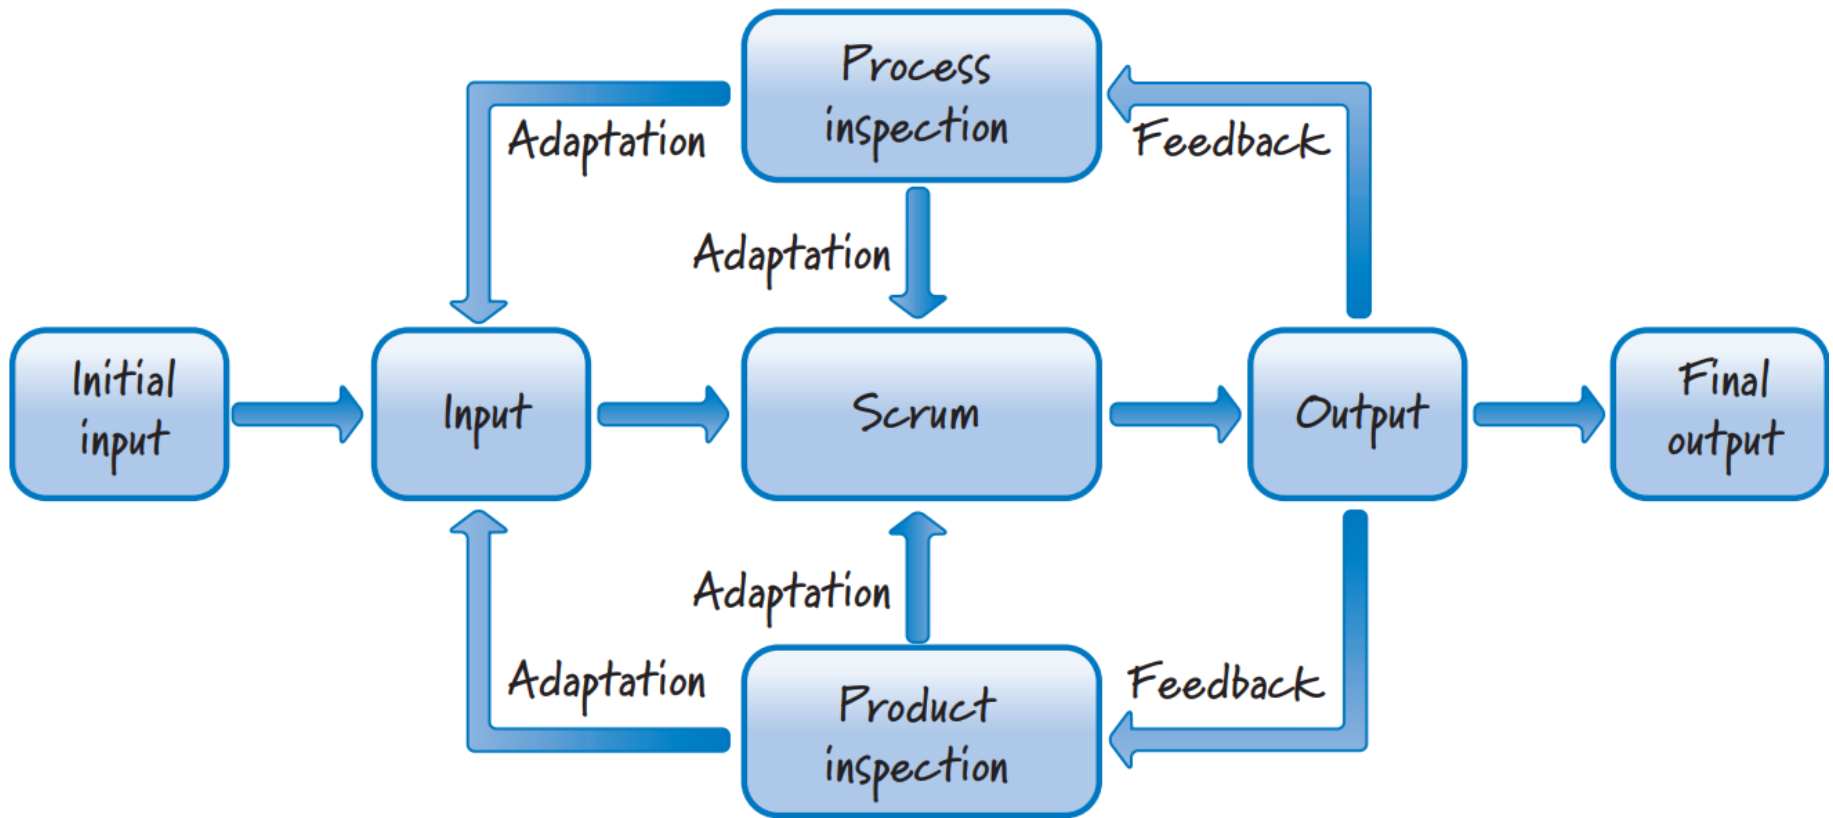 Process
inspection
Adaptation
Feedback
Adaptation
Initial
input
Input
Scrum
Output
Final
output
Adaptation
Adaptation
Feedback
Product
inspection